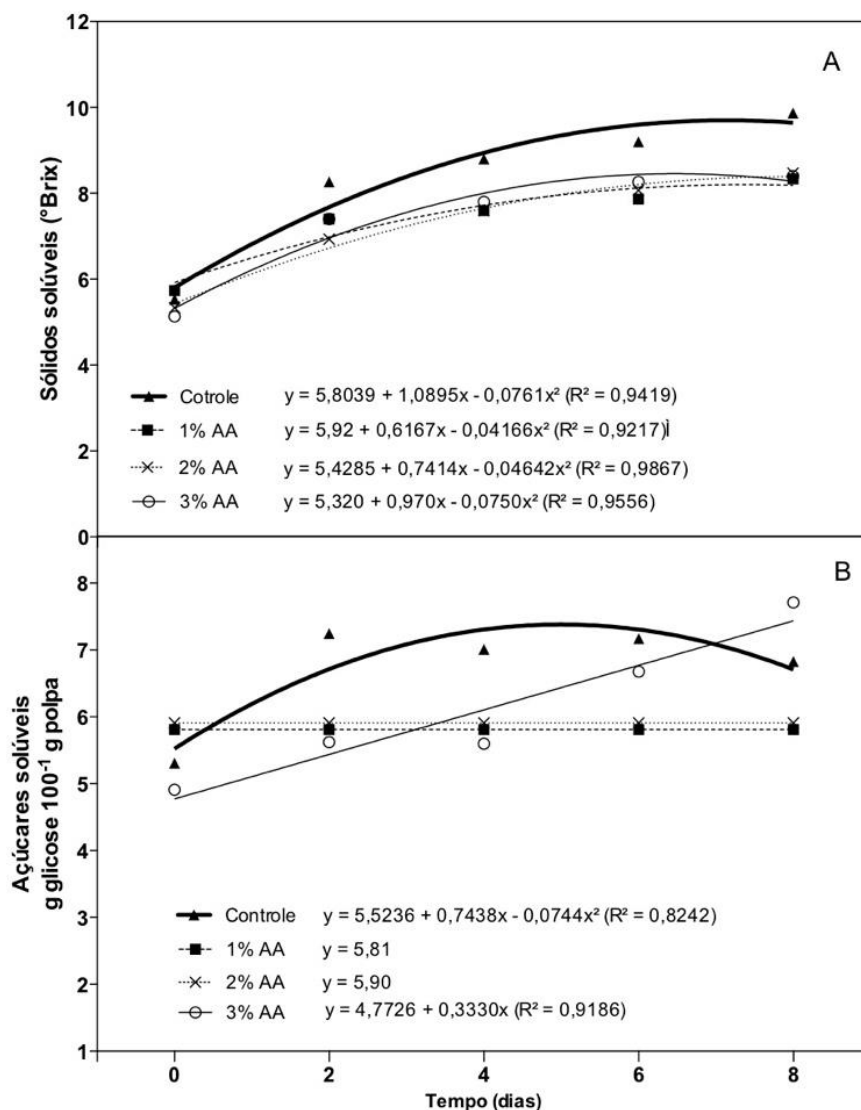 A
Sólidos solúveis (°Brix)
12
10
8
6
4
2
0
Cotrole y = 5,8039 + 1,0895x - 0,0761x² (R² = 0,9419)
1% AA y = 5,92 + 0,6167x - 0,04166x² (R² = 0,9217)Ì
2% AA y = 5,4285 + 0,7414x - 0,04642x² (R² = 0,9867)
3% AA y = 5,320 + 0,970x - 0,0750x² (R² = 0,9556)
B
Açúcares solúveis
g glicose 100⁻¹ g polpa
8
7
6
5
4
3
2
1
Controle y = 5,5236 + 0,7438x - 0,0744x² (R² = 0,8242)
1% AA y = 5,81
2% AA y = 5,90
3% AA y = 4,7726 + 0,3330x (R² = 0,9186)
0 2 4 6 8
Tempo (dias)